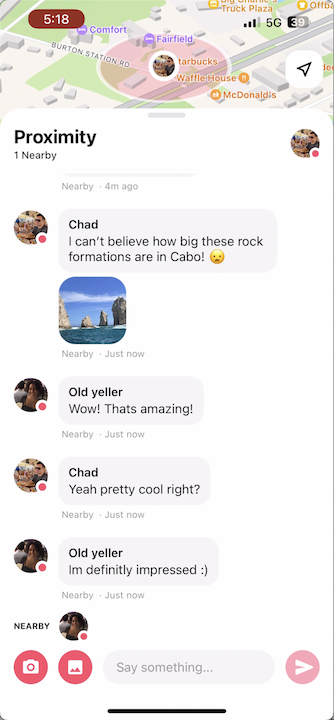 Big Charlie's
Truck Plaza
Offb
5:18
5G 39
Comfort
Fairfield
BURTON STATION RD
tarbucks
Waffle House
McDonald's
Proximity
1 Nearby
Nearby · 4m ago
Chad
I can't believe how big these rock
formations are in Cabo! 😦
Nearby · Just now
Old yeller
Wow! Thats amazing!
Nearby · Just now
Chad
Yeah pretty cool right?
Nearby · Just now
Old yeller
Im definitly impressed :)
Nearby · Just now
NEARBY
Say something...